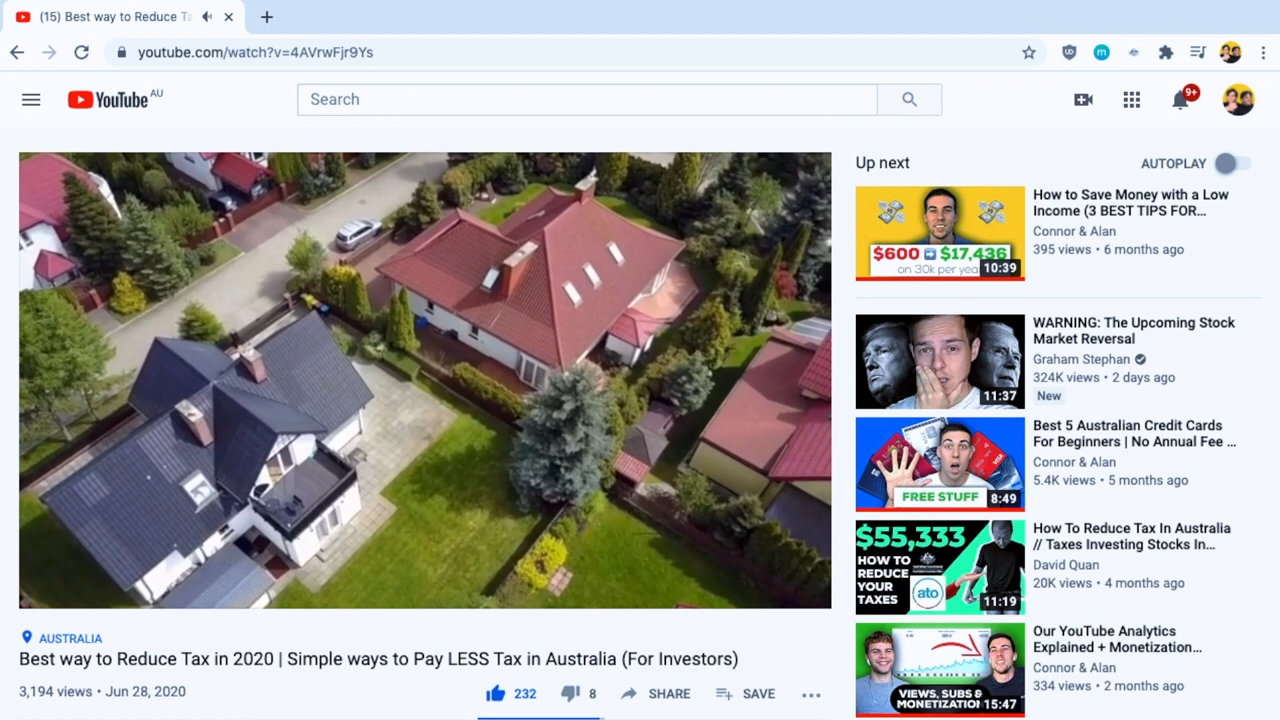 (15) Best way to Reduce Ta
youtube.com/watch?v=4AVrwFjr9Ys
YouTube AU
Search
9+
Up next
AUTOPLAY
$600 $17,436
on 30k per yea
10:39
How to Save Money with a Low
Income (3 BEST TIPS FOR...
Connor & Alan
395 views • 6 months ago
11:37
WARNING: The Upcoming Stock
Market Reversal
Graham Stephan
324K views • 2 days ago
New
FREE STUFF
8:49
Best 5 Australian Credit Cards
For Beginners | No Annual Fee ...
Connor & Alan
5.4K views • 5 months ago
$55,333
HOW TO
REDUCE
YOUR
TAXES
ato
11:19
How To Reduce Tax In Australia
// Taxes Investing Stocks In...
David Quan
20K views • 4 months ago
VIEWS, SUBS &
MONETIZATION
15:47
Our YouTube Analytics
Explained + Monetization...
Connor & Alan
334 views • 2 months ago
AUSTRALIA
Best way to Reduce Tax in 2020 | Simple ways to Pay LESS Tax in Australia (For Investors)
3,194 views • Jun 28, 2020
232
8
SHARE
SAVE